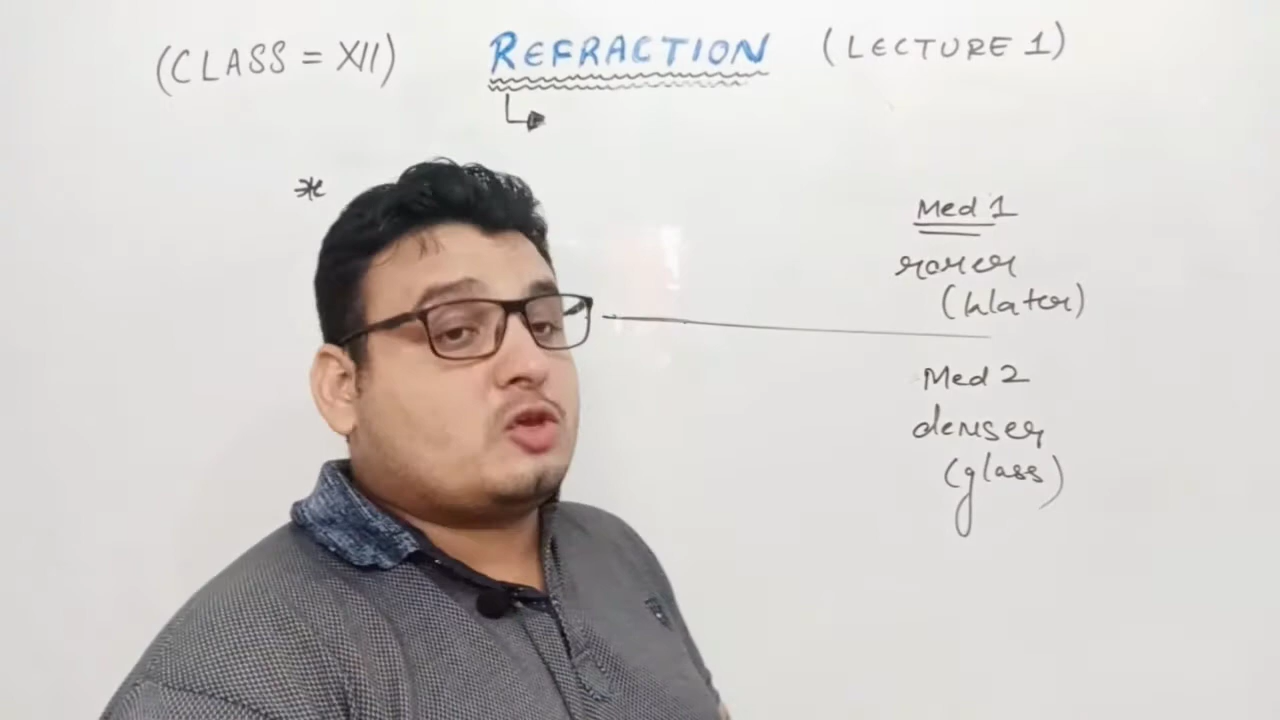 (CLASS = XII) REFRACTION (LECTURE 1)
*
Med 1
rarer
(Water)
Med 2
denser
(glass)